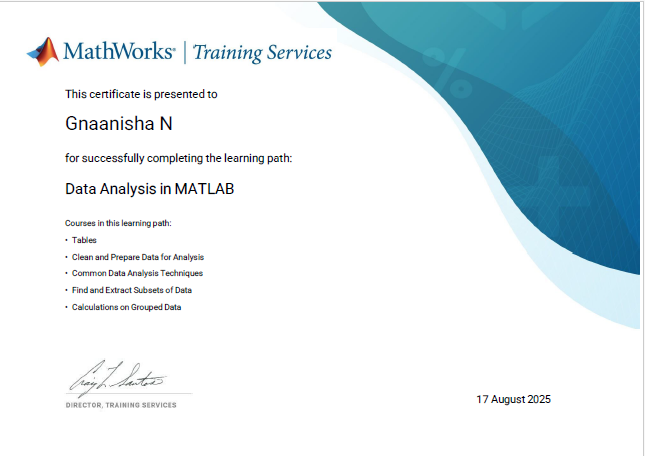 MathWorks® | Training Services
This certificate is presented to
Gnaanisha N
for successfully completing the learning path:
Data Analysis in MATLAB
Courses in this learning path:
• Tables
• Clean and Prepare Data for Analysis
• Common Data Analysis Techniques
• Find and Extract Subsets of Data
• Calculations on Grouped Data
DIRECTOR, TRAINING SERVICES
17 August 2025